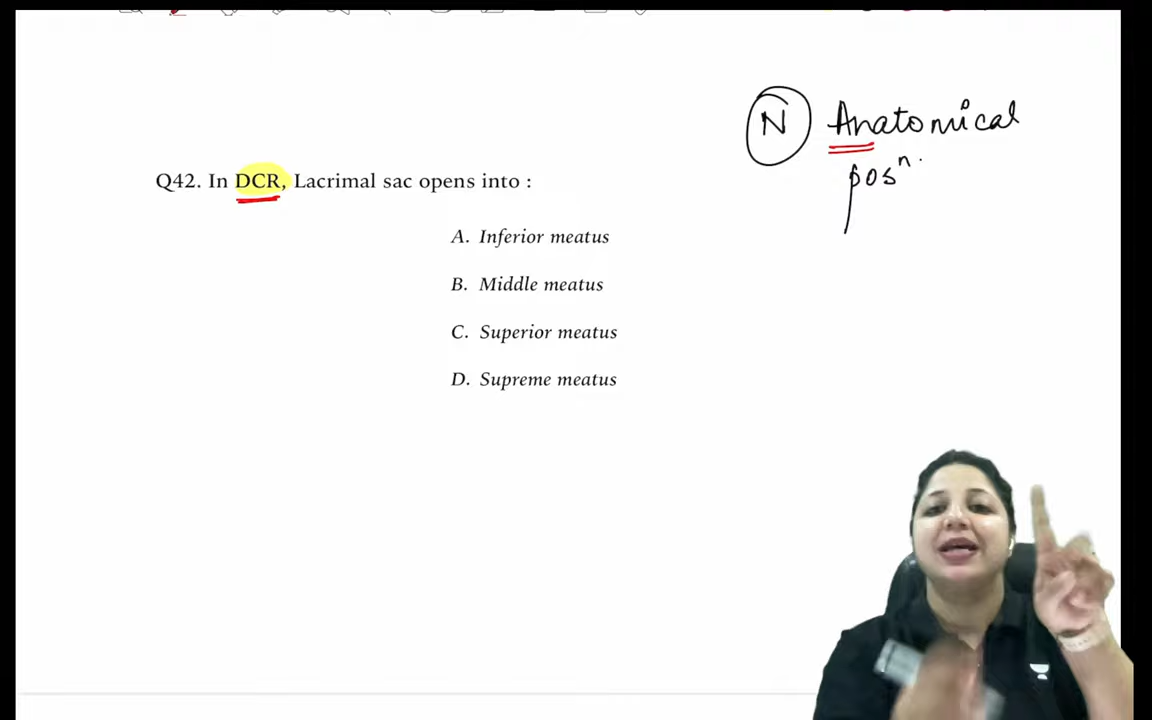 N Anatomical
posⁿ.
Q42. In DCR, Lacrimal sac opens into :
A. Inferior meatus
B. Middle meatus
C. Superior meatus
D. Supreme meatus